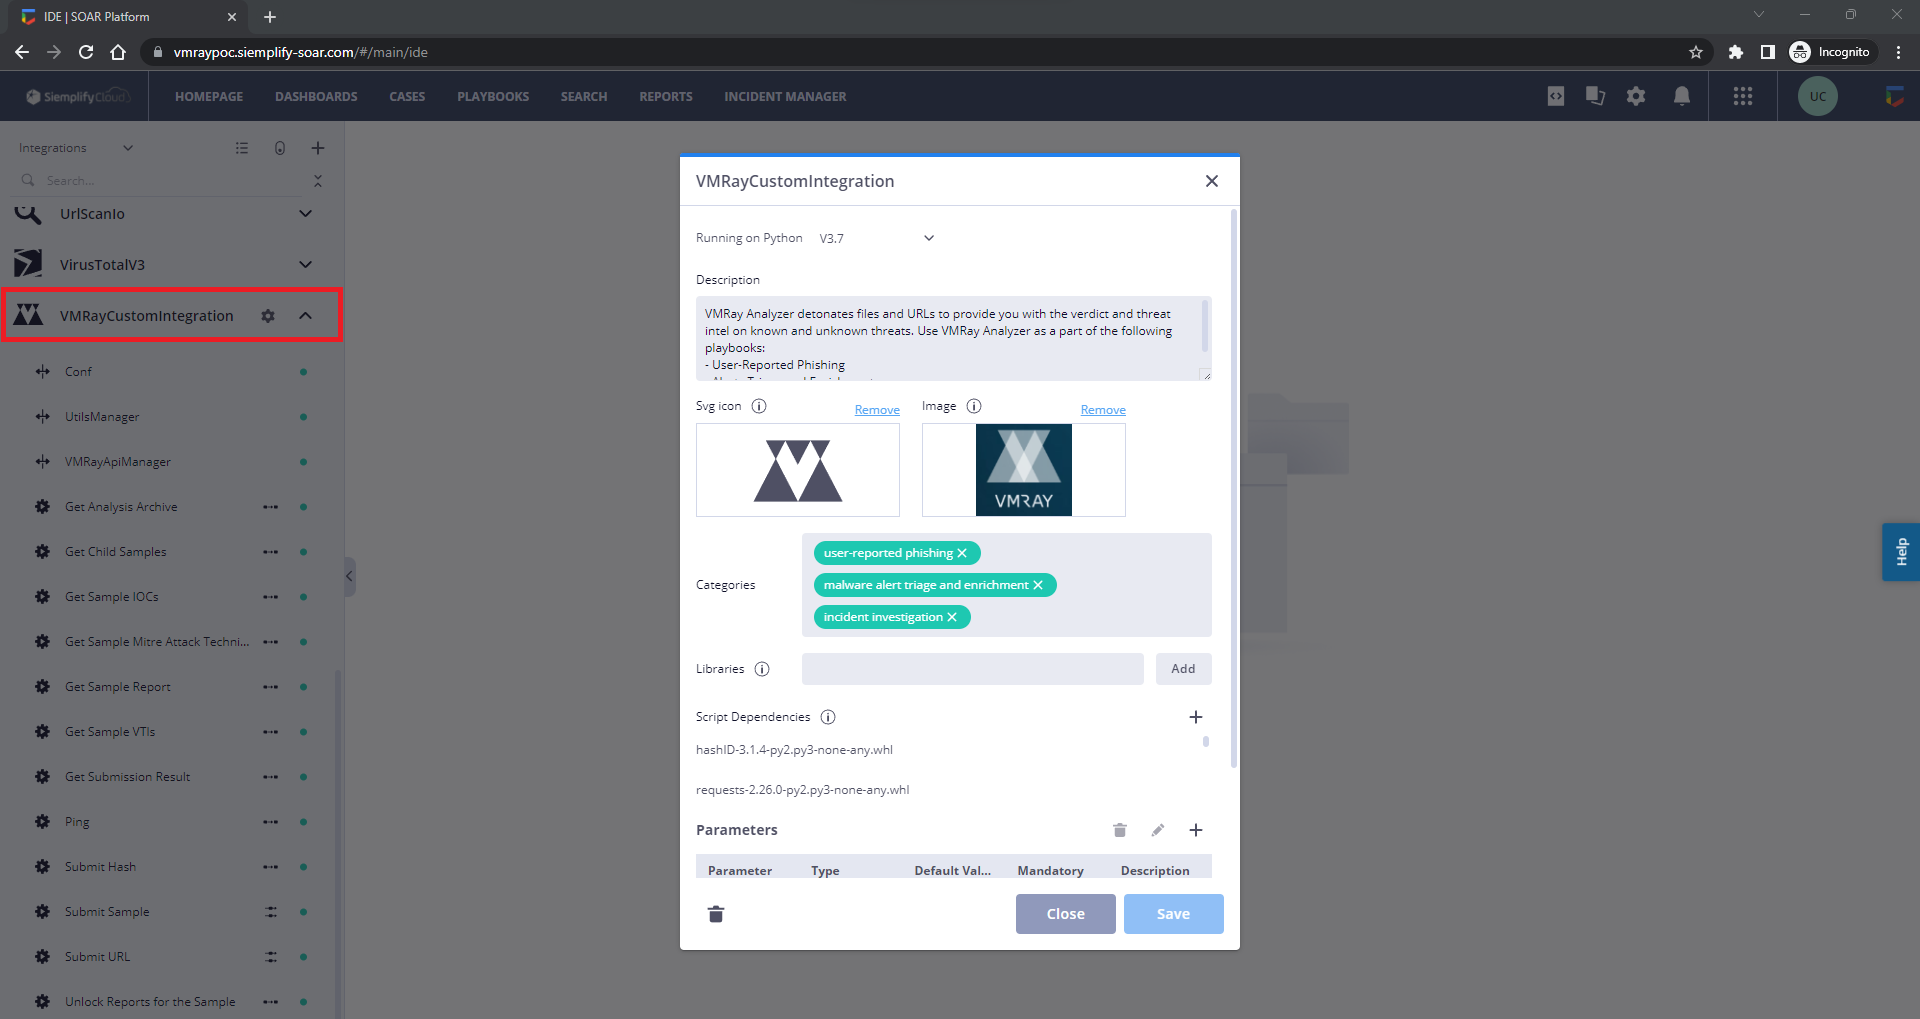 IDE | SOAR Platform
vmraypoc.siemplify-soar.com/#/main/ide
Incognito
SiemplifyCloud
HOMEPAGE
DASHBOARDS
CASES
PLAYBOOKS
SEARCH
REPORTS
INCIDENT MANAGER
UC
Integrations
Search...
UrlScanIo
VirusTotalV3
VMRayCustomIntegration
Conf
UtilsManager
VMRayApiManager
Get Analysis Archive
Get Child Samples
Get Sample IOCs
Get Sample Mitre Attack Techni...
Get Sample Report
Get Sample VTIs
Get Submission Result
Ping
Submit Hash
Submit Sample
Submit URL
Unlock Reports for the Sample
VMRayCustomIntegration
Running on Python V3.7
Description
VMRay Analyzer detonates files and URLs to provide you with the verdict and threat
intel on known and unknown threats. Use VMRay Analyzer as a part of the following
playbooks:
- User-Reported Phishing
Svg icon
Remove
Image
Remove
VMRAY
Categories
user-reported phishing
malware alert triage and enrichment
incident investigation
Libraries
Add
Script Dependencies
hashID-3.1.4-py2.py3-none-any.whl
requests-2.26.0-py2.py3-none-any.whl
Parameters
Parameter Type Default Val... Mandatory Description
Close
Save
Help